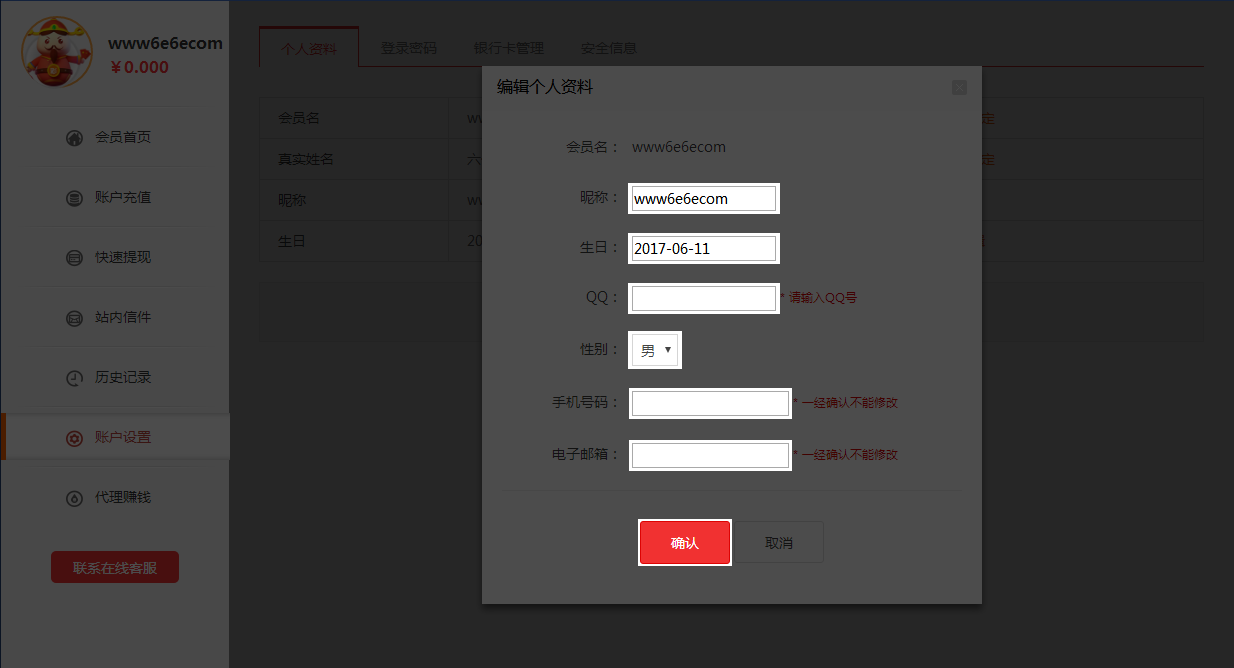 www6e6ecom
¥0.000
会员首页
账户充值
快速提现
站内信件
历史记录
账户设置
代理赚钱
联系在线客服
个人资料 登录密码 银行卡管理 安全信息
会员名 ww 定
真实姓名 六 定
昵称 ww
生日 20
编辑个人资料
会员名： www6e6ecom
昵称： www6e6ecom
生日： 2017-06-11
QQ： * 请输入QQ号
性别： 男 ▼
手机号码： * 一经确认不能修改
电子邮箱： * 一经确认不能修改
确认 取消